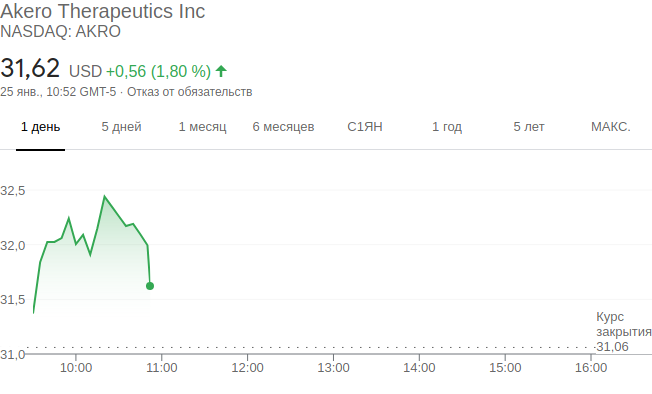 Akero Therapeutics Inc
NASDAQ: AKRO
31,62 USD +0,56 (1,80 %)
25 янв., 10:52 GMT-5 · Отказ от обязательств
1 день 5 дней 1 месяц 6 месяцев С1ЯН 1 год 5 лет МАКС.
32,5
32,0
31,5
Курс
закрытия
31,06
31,0
10:00 11:00 12:00 13:00 14:00 15:00 16:00